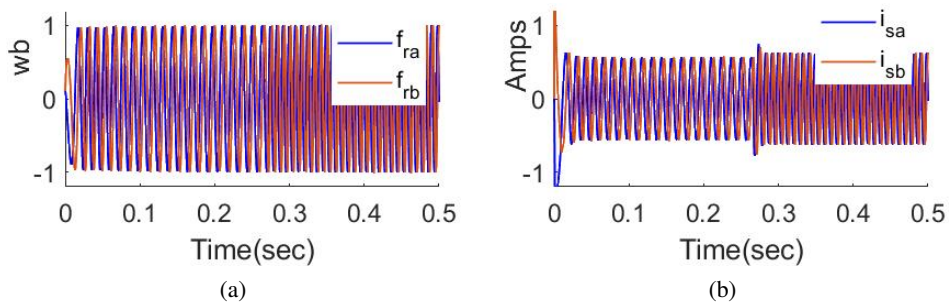 1
0
-1
wb
f_ra
f_rb
0 0.1 0.2 0.3 0.4 0.5
Time(sec)
(a)
1
0
-1
Amps
i_sa
i_sb
0 0.1 0.2 0.3 0.4 0.5
Time(sec)
(b)